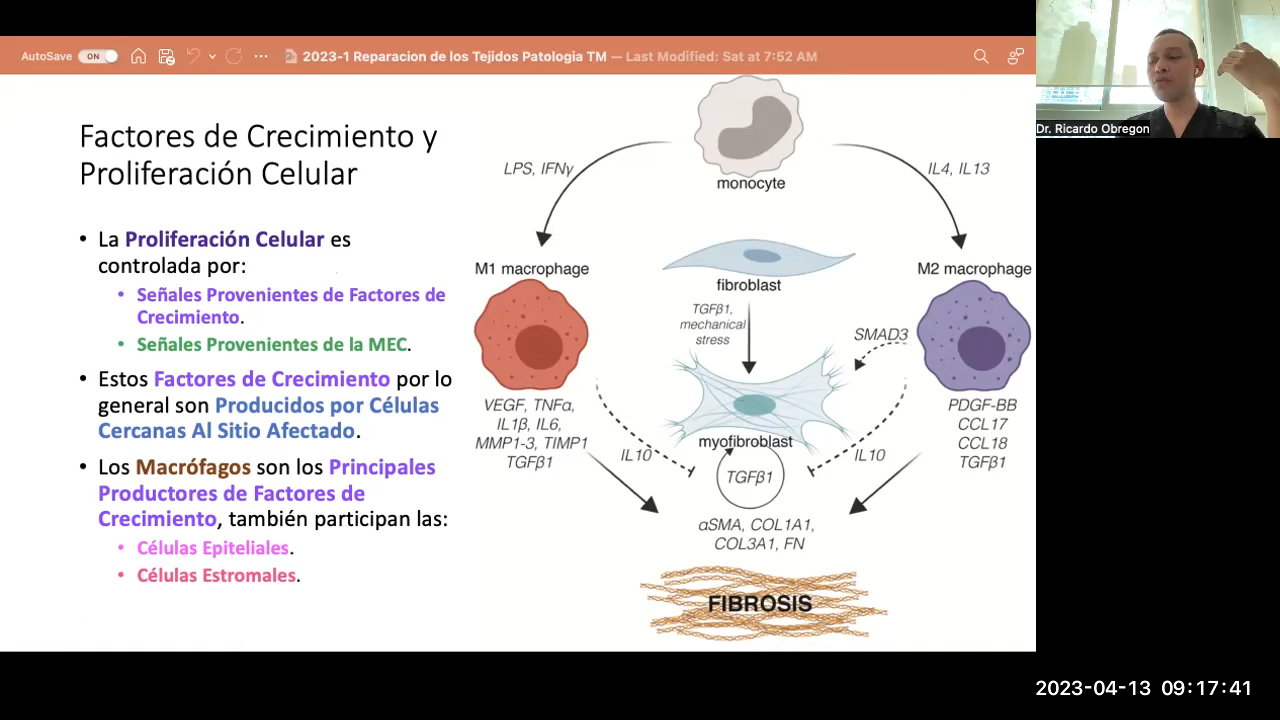 AutoSave ON ... 2023-1 Reparacion de los Tejidos Patologia TM — Last Modified: Sat at 7:52 AM
Dr. Ricardo Obregon
Factores de Crecimiento y
Proliferación Celular
• La Proliferación Celular es
controlada por:
• Señales Provenientes de Factores de
Crecimiento.
• Señales Provenientes de la MEC.
• Estos Factores de Crecimiento por lo
general son Producidos por Células
Cercanas Al Sitio Afectado.
• Los Macrófagos son los Principales
Productores de Factores de
Crecimiento, también participan las:
• Células Epiteliales.
• Células Estromales.
monocyte
LPS, IFNγ
IL4, IL13
M1 macrophage
fibroblast
M2 macrophage
TGFβ1,
mechanical
stress
SMAD3
VEGF, TNFα,
IL1β, IL6,
MMP1-3, TIMP1
TGFβ1
myofibroblast
PDGF-BB
CCL17
CCL18
TGFβ1
IL10
TGFβ1
IL10
αSMA, COL1A1,
COL3A1, FN
FIBROSIS
2023-04-13 09:17:41